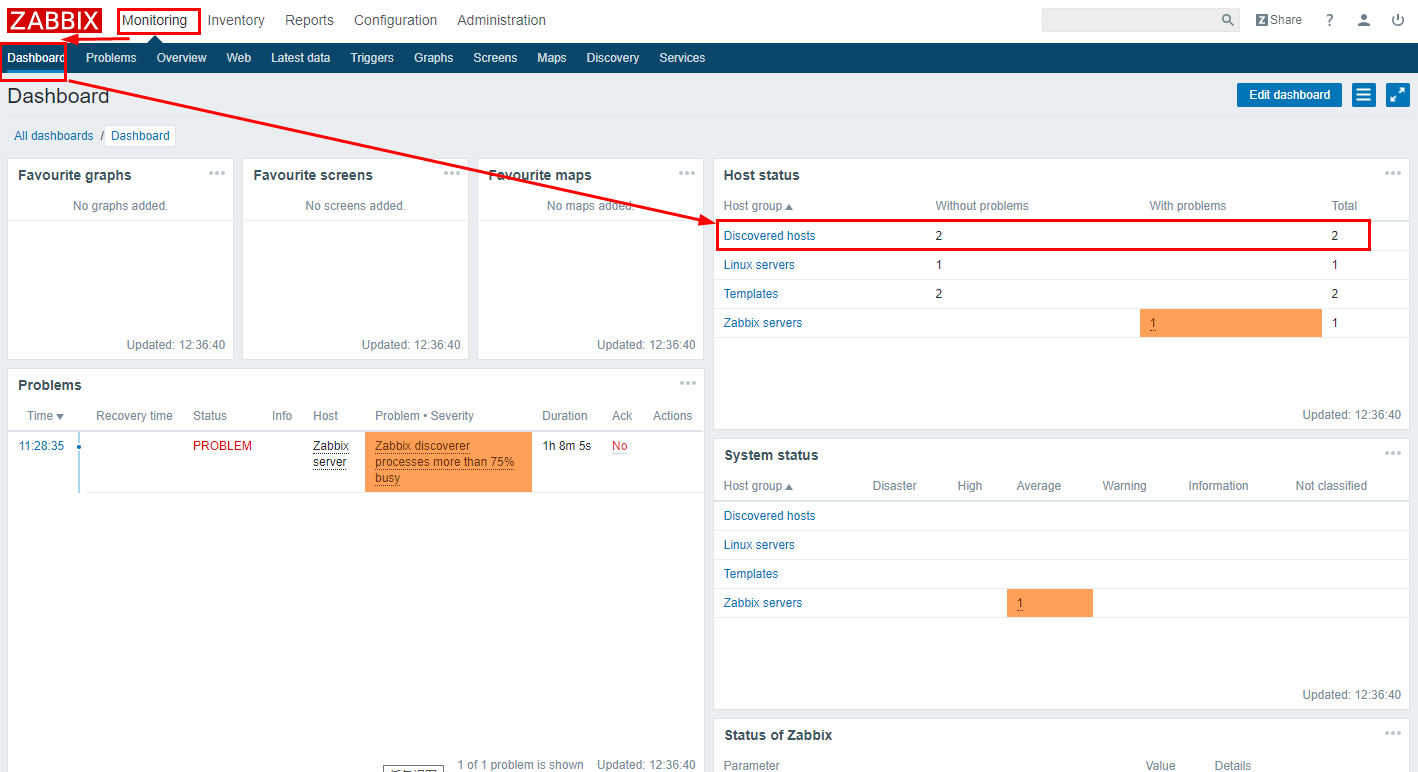 ZABBIX Monitoring Inventory Reports Configuration Administration Z Share ?
Dashboard Problems Overview Web Latest data Triggers Graphs Screens Maps Discovery Services
Dashboard Edit dashboard
All dashboards / Dashboard
Favourite graphs
No graphs added.
Updated: 12:36:40
Favourite screens
No screens added.
Updated: 12:36:40
Favourite maps
No maps added.
Updated: 12:36:40
Host status
Host group Without problems With problems Total
Discovered hosts 2 2
Linux servers 1 1
Templates 2 2
Zabbix servers 1 1
Updated: 12:36:40
Problems
Time Recovery time Status Info Host Problem • Severity Duration Ack Actions
11:28:35 PROBLEM Zabbix Zabbix discoverer 1h 8m 5s No
server processes more than 75%
busy
1 of 1 problem is shown Updated: 12:36:40
System status
Host group Disaster High Average Warning Information Not classified
Discovered hosts
Linux servers
Templates
Zabbix servers 1
Updated: 12:36:40
Status of Zabbix
Parameter Value Details